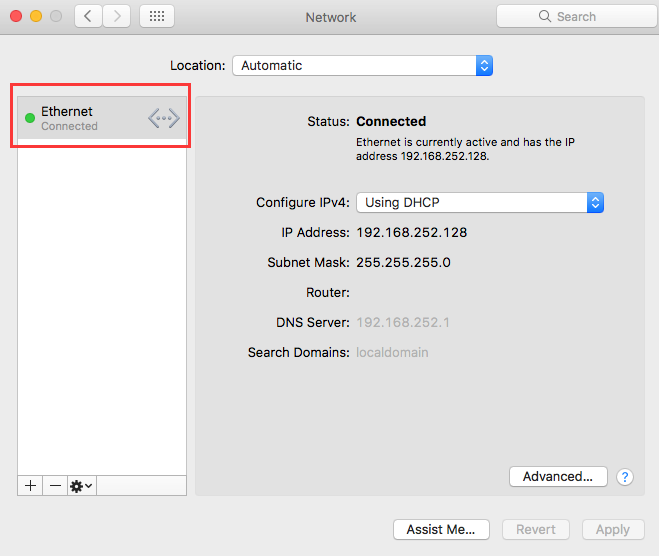 Network
Search
Location: Automatic
Ethernet
Connected
Status: Connected
Ethernet is currently active and has the IP
address 192.168.252.128.
Configure IPv4: Using DHCP
IP Address: 192.168.252.128
Subnet Mask: 255.255.255.0
Router:
DNS Server: 192.168.252.1
Search Domains: localdomain
Advanced...
?
Assist Me...
Revert
Apply